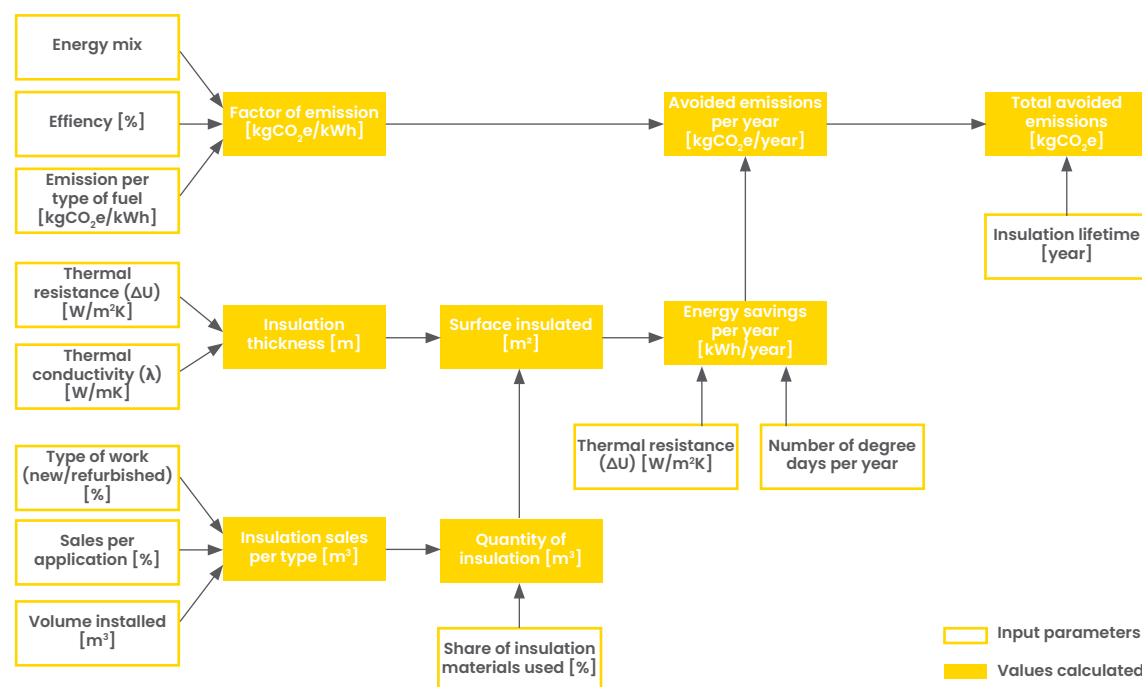 Energy mix
Effiency [%]
Emission per
type of fuel
[kgCO₂e/kWh]
Factor of emission
[kgCO₂e/kWh]
Avoided emissions
per year
[kgCO₂e/year]
Total avoided
emissions
[kgCO₂e]
Insulation lifetime
[year]
Thermal
resistance (ΔU)
[W/m²K]
Thermal
conductivity (λ)
[W/mK]
Insulation
thickness [m]
Surface insulated
[m²]
Energy savings
per year
[kWh/year]
Thermal resistance
(ΔU) [W/m²K]
Number of degree
days per year
Type of work
(new/refurbished)
[%]
Sales per
application [%]
Volume installed
[m³]
Insulation sales
per type [m³]
Quantity of
insulation [m³]
Share of insulation
materials used [%]
Input parameters
Values calculated